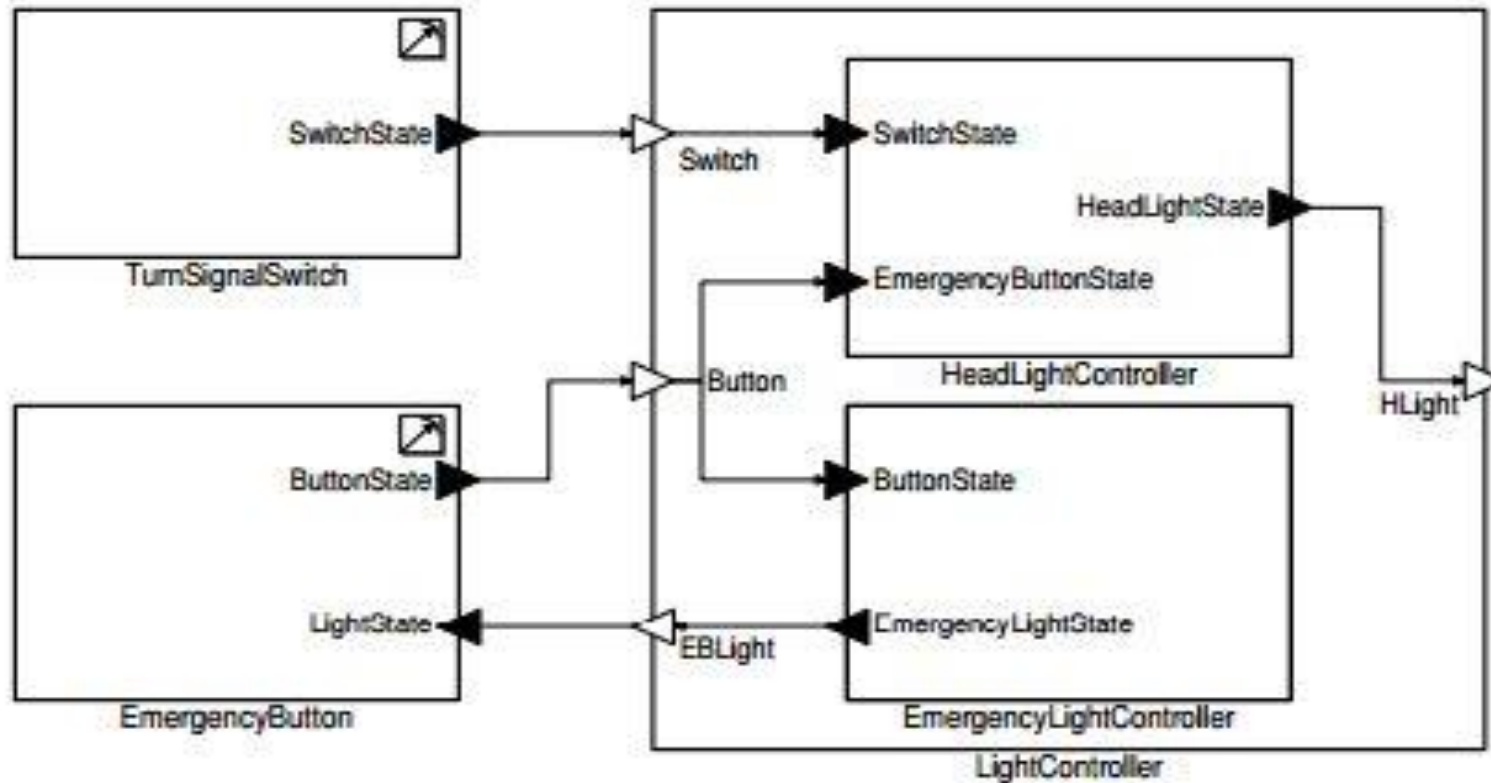 SwitchState
TurnSignalSwitch
ButtonState
LightState
EmergencyButton
Switch
Button
EBLight
SwitchState
HeadLightState
EmergencyButtonState
HeadLightController
HLight
ButtonState
EmergencyLightState
EmergencyLightController
LightController